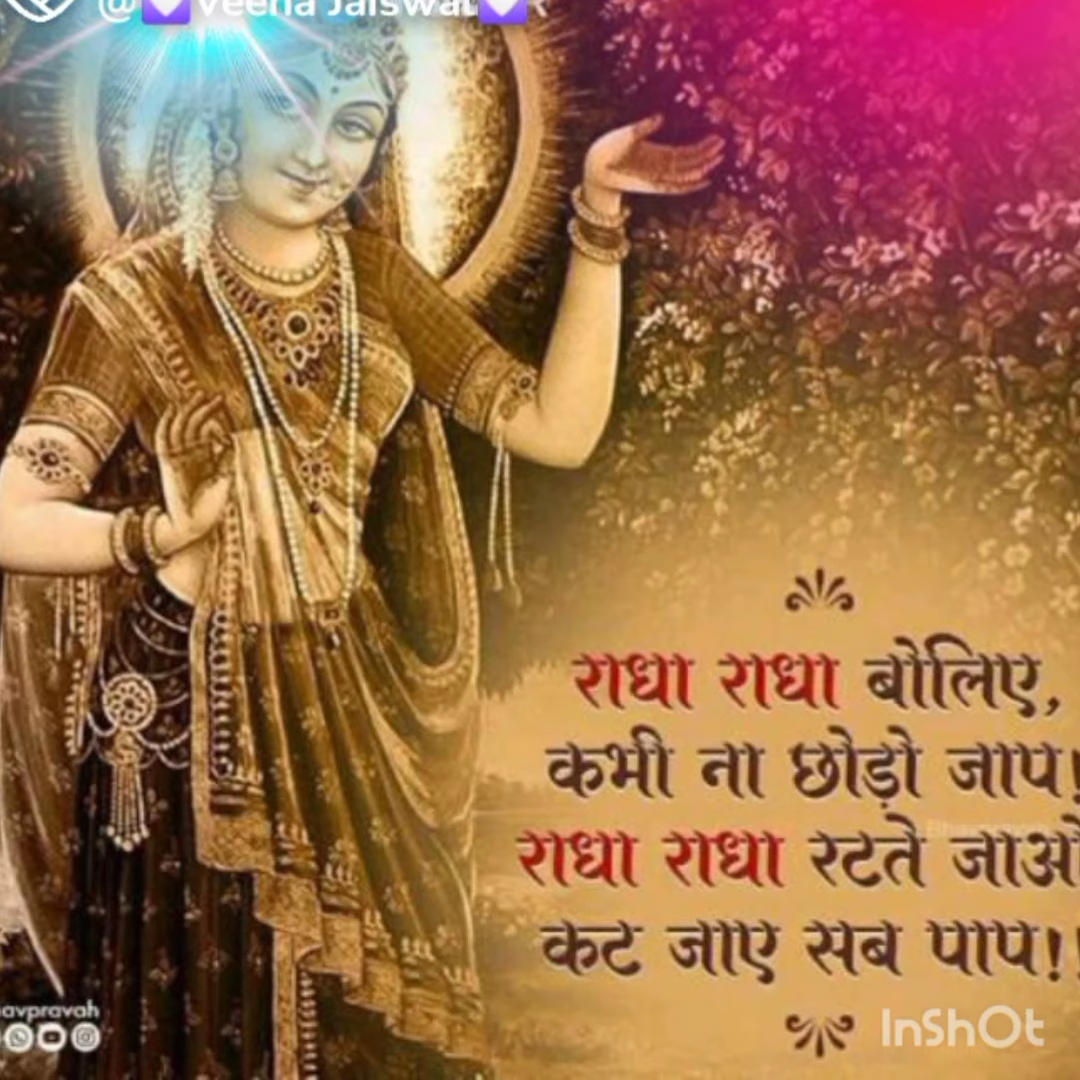 @💜Veena Jaiswal💜
राधा राधा बोलिए,
कभी ना छोड़ो जाप!
राधा राधा रटते जाओ
कट जाए सब पाप!!
avpravah
InShOt